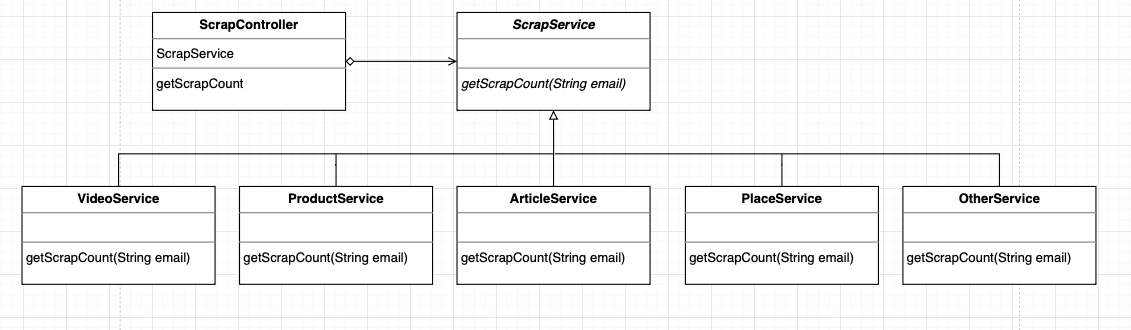 ScrapController
ScrapService
getScrapCount
ScrapService
getScrapCount(String email)
VideoService
getScrapCount(String email)
ProductService
getScrapCount(String email)
ArticleService
getScrapCount(String email)
PlaceService
getScrapCount(String email)
OtherService
getScrapCount(String email)